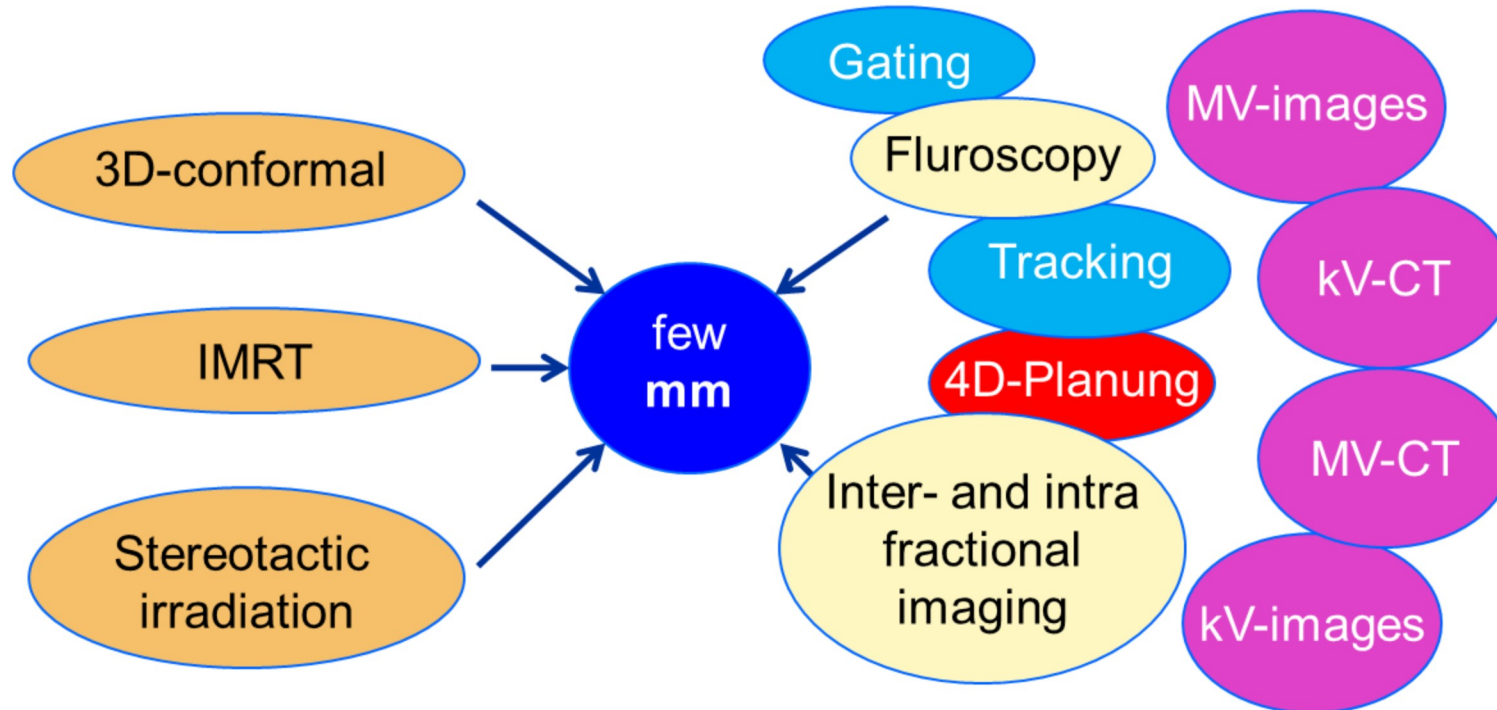 3D-conformal
IMRT
Stereotactic
irradiation
few
mm
Gating
Fluroscopy
Tracking
4D-Planung
Inter- and intra
fractional
imaging
MV-images
kV-CT
MV-CT
kV-images